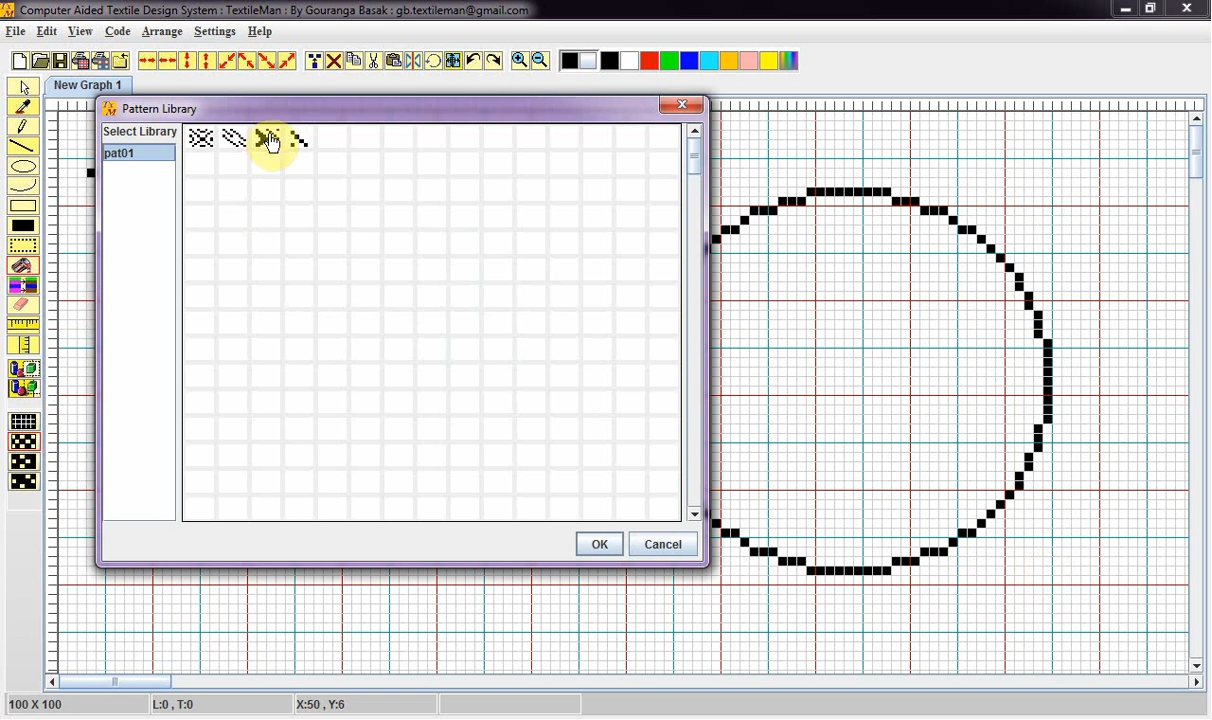 Computer Aided Textile Design System : TextileMan : By Gouranga Basak : gb.textileman@gmail.com
File Edit View Code Arrange Settings Help
New Graph 1
Pattern Library
Select Library
pat01
OK Cancel
100 X 100 L:0 , T:0 X:50 , Y:6